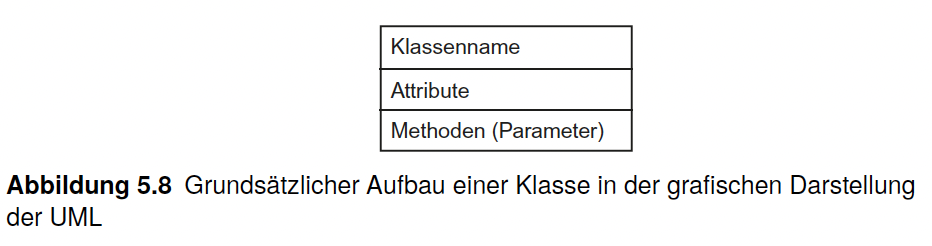 Klassenname
Attribute
Methoden (Parameter)
Abbildung 5.8 Grundsätzlicher Aufbau einer Klasse in der grafischen Darstellung
der UML